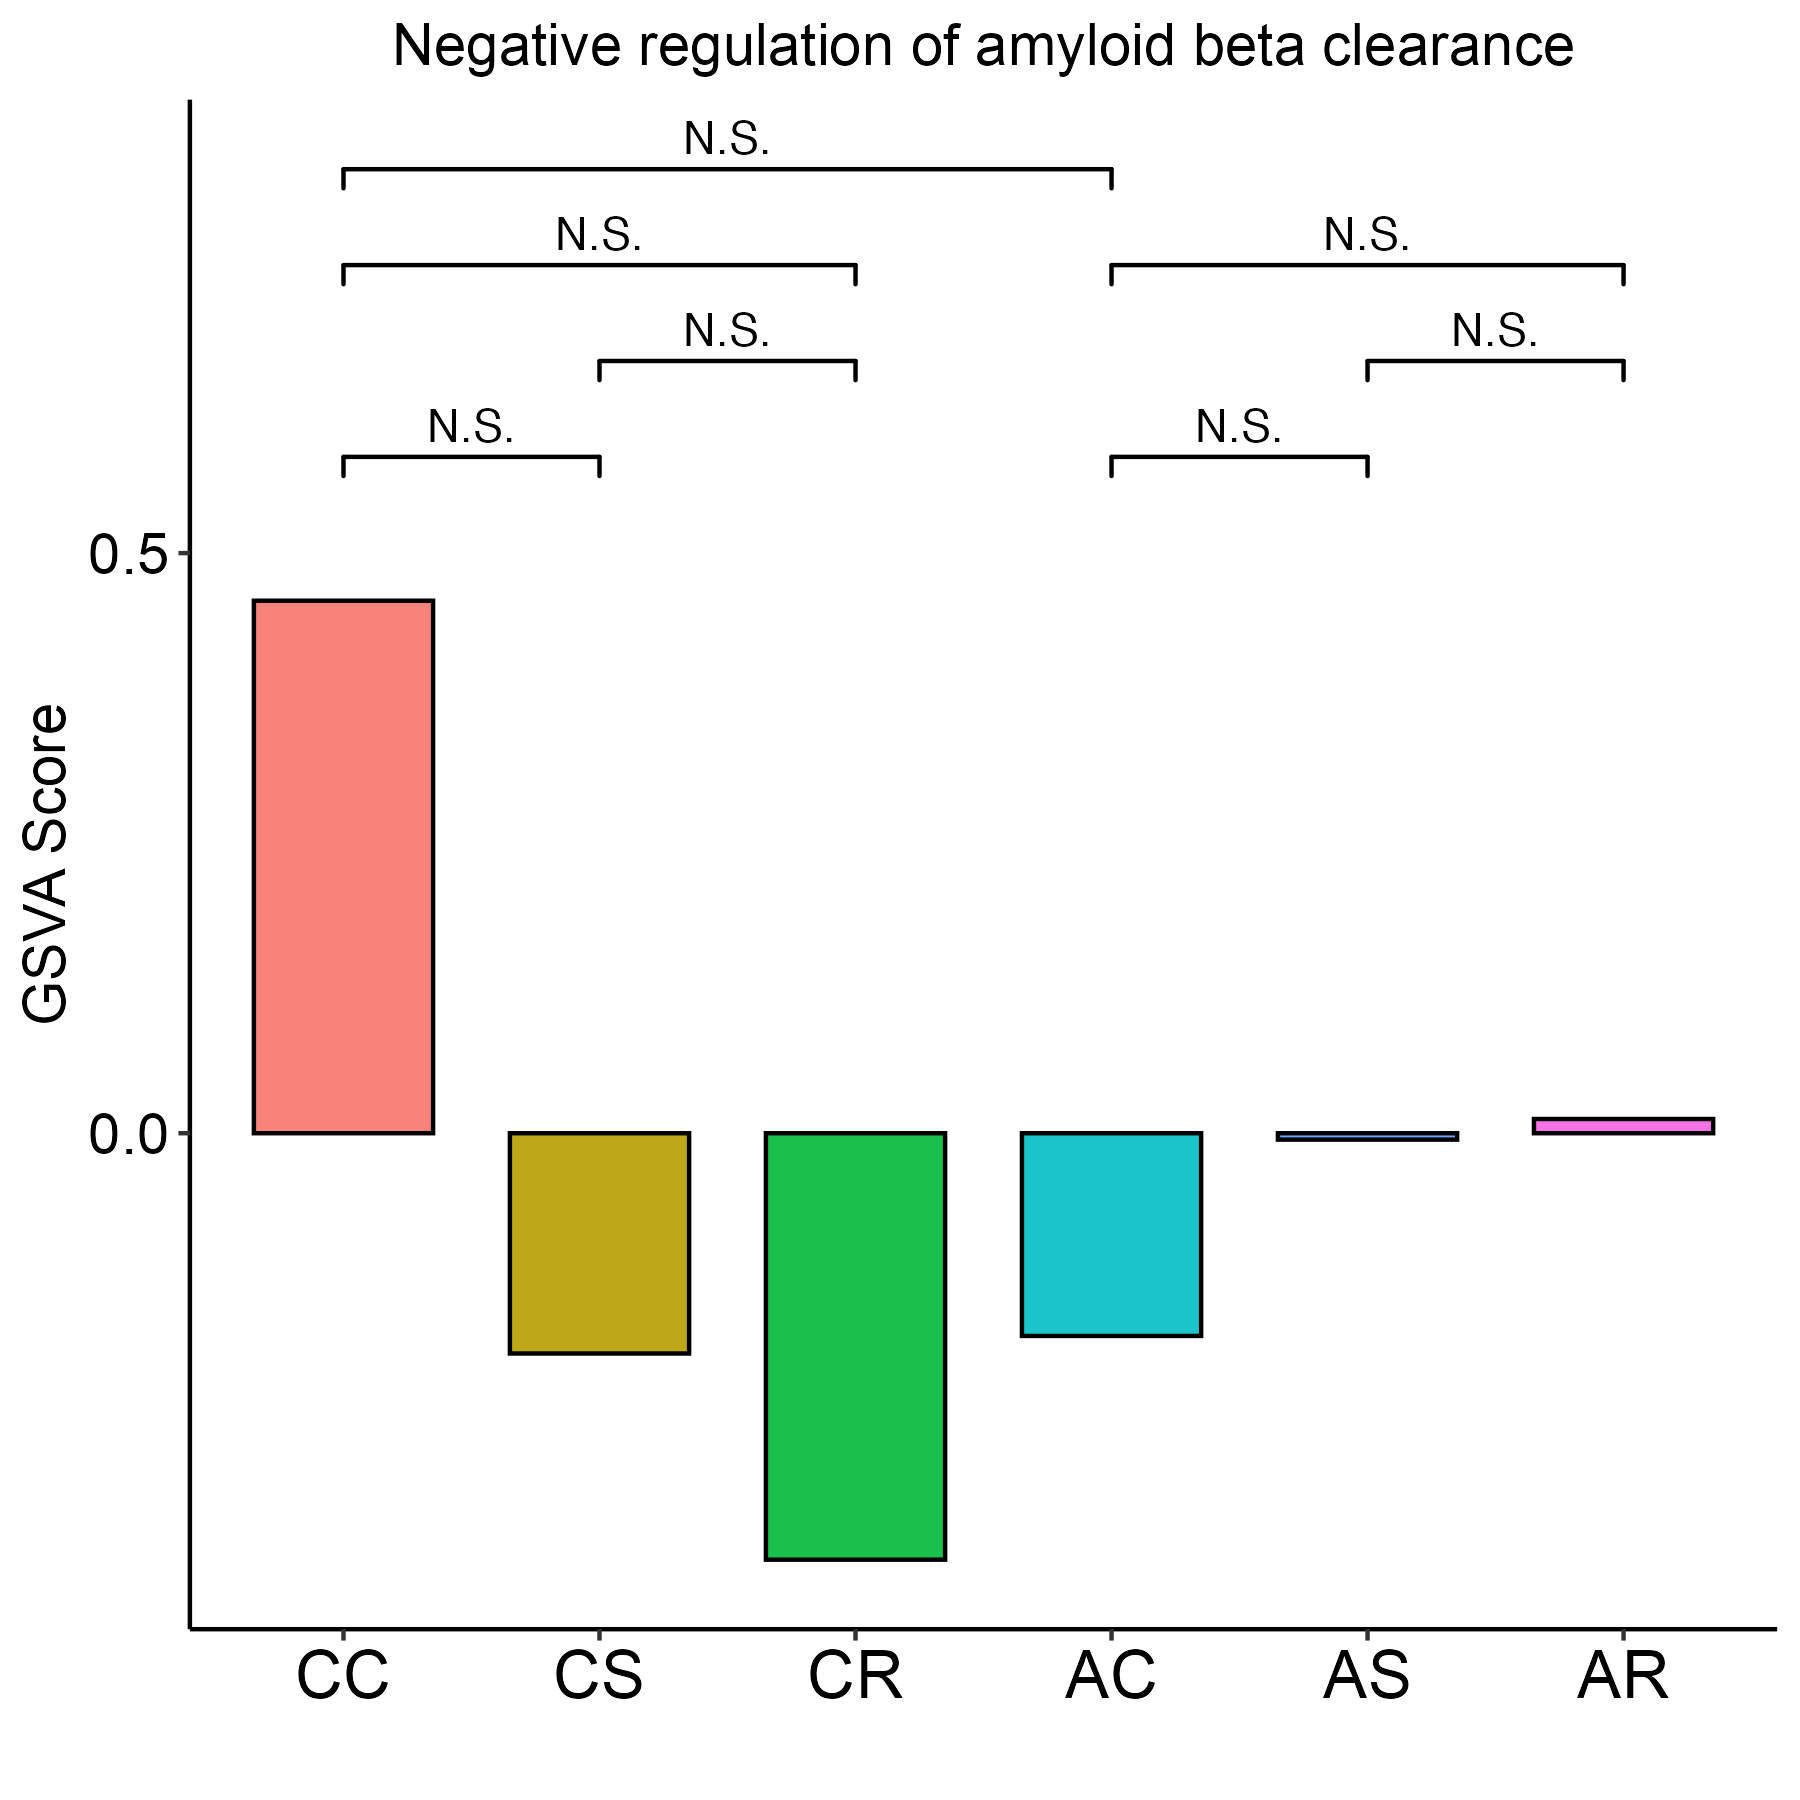 Negative regulation of amyloid beta clearance
N.S.
N.S.
N.S.
N.S.
N.S.
N.S.
N.S.
0.5
0.0
GSVA Score
CC
CS
CR
AC
AS
AR